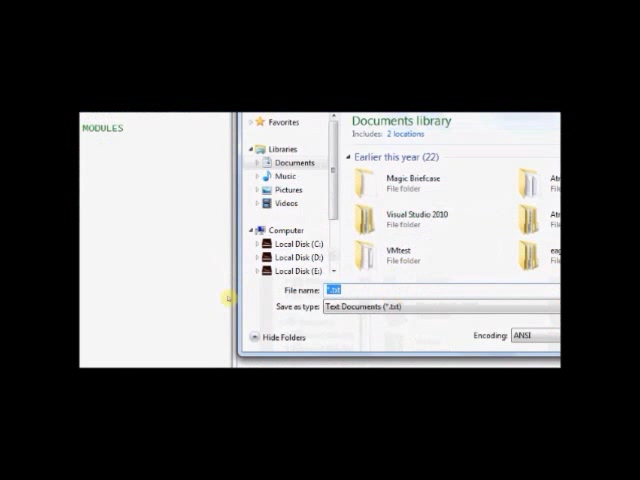 MODULES
Favorites
Libraries
Documents
Music
Pictures
Videos
Computer
Local Disk (C:)
Local Disk (D:)
Local Disk (E:)
Documents library
Includes: 2 locations
Earlier this year (22)
Magic Briefcase
File folder
Visual Studio 2010
File folder
VMtest
File folder
File name: *.txt
Save as type: Text Documents (*.txt)
Hide Folders
Encoding: ANSI